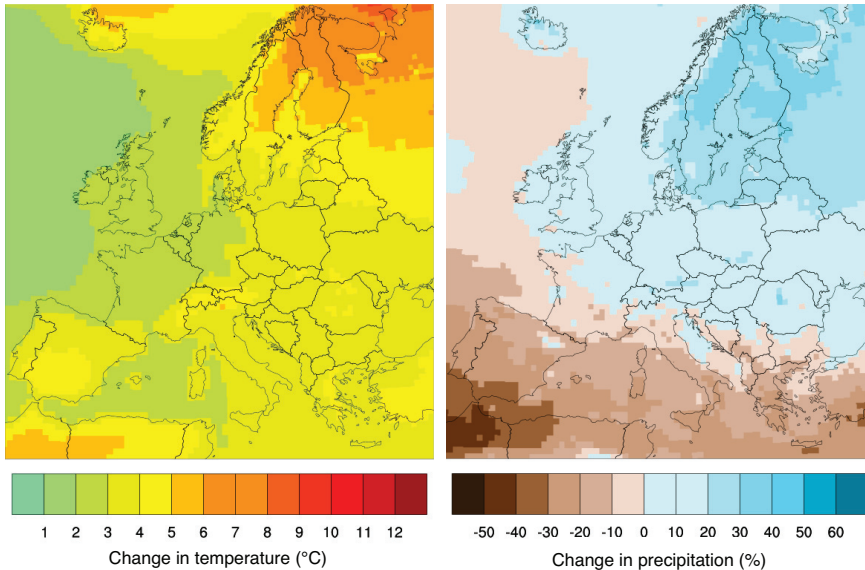 1 2 3 4 5 6 7 8 9 10 11 12
Change in temperature (°C)
-50 -40 -30 -20 -10 0 10 20 30 40 50 60
Change in precipitation (%)